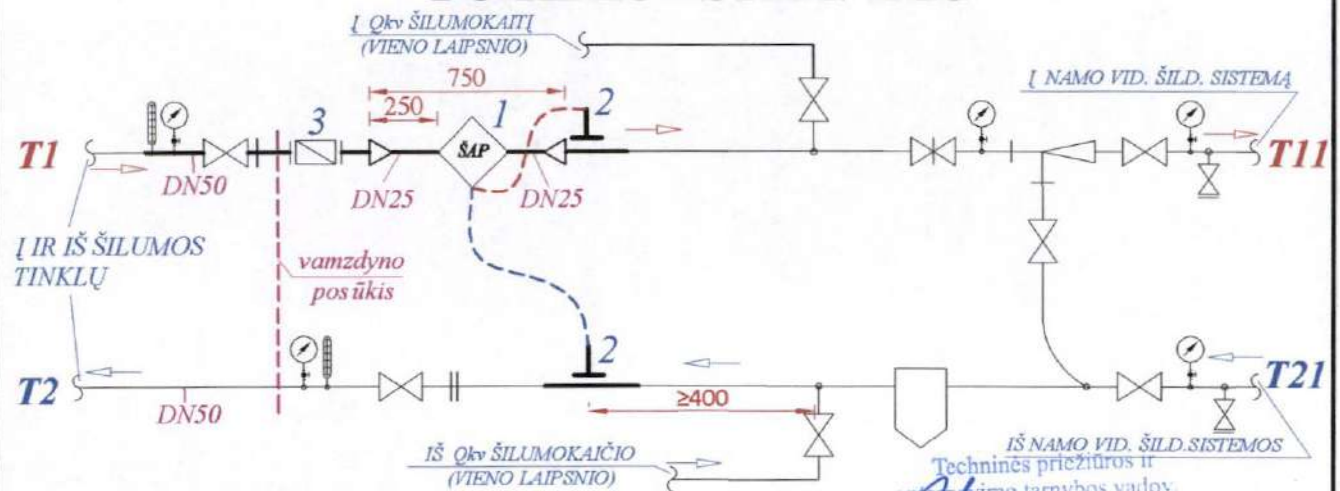 Į Qkv ŠILUMOKAITĮ
(VIENO LAIPSNIO)
750
250
1
2
3
Į NAMO VID. ŠILD. SISTEMĄ
T1
ŠAP
T11
DN50
DN25
DN25
Į IR IŠ ŠILUMOS
TINKLŲ
vamzdyno
posūkis
2
T2
T21
DN50
≥400
IŠ Qkv ŠILUMOKAIČIO
(VIENO LAIPSNIO)
IŠ NAMO VID. ŠILD.SISTEMOS
Techninės priežiūros ir
tarnybos vadov.